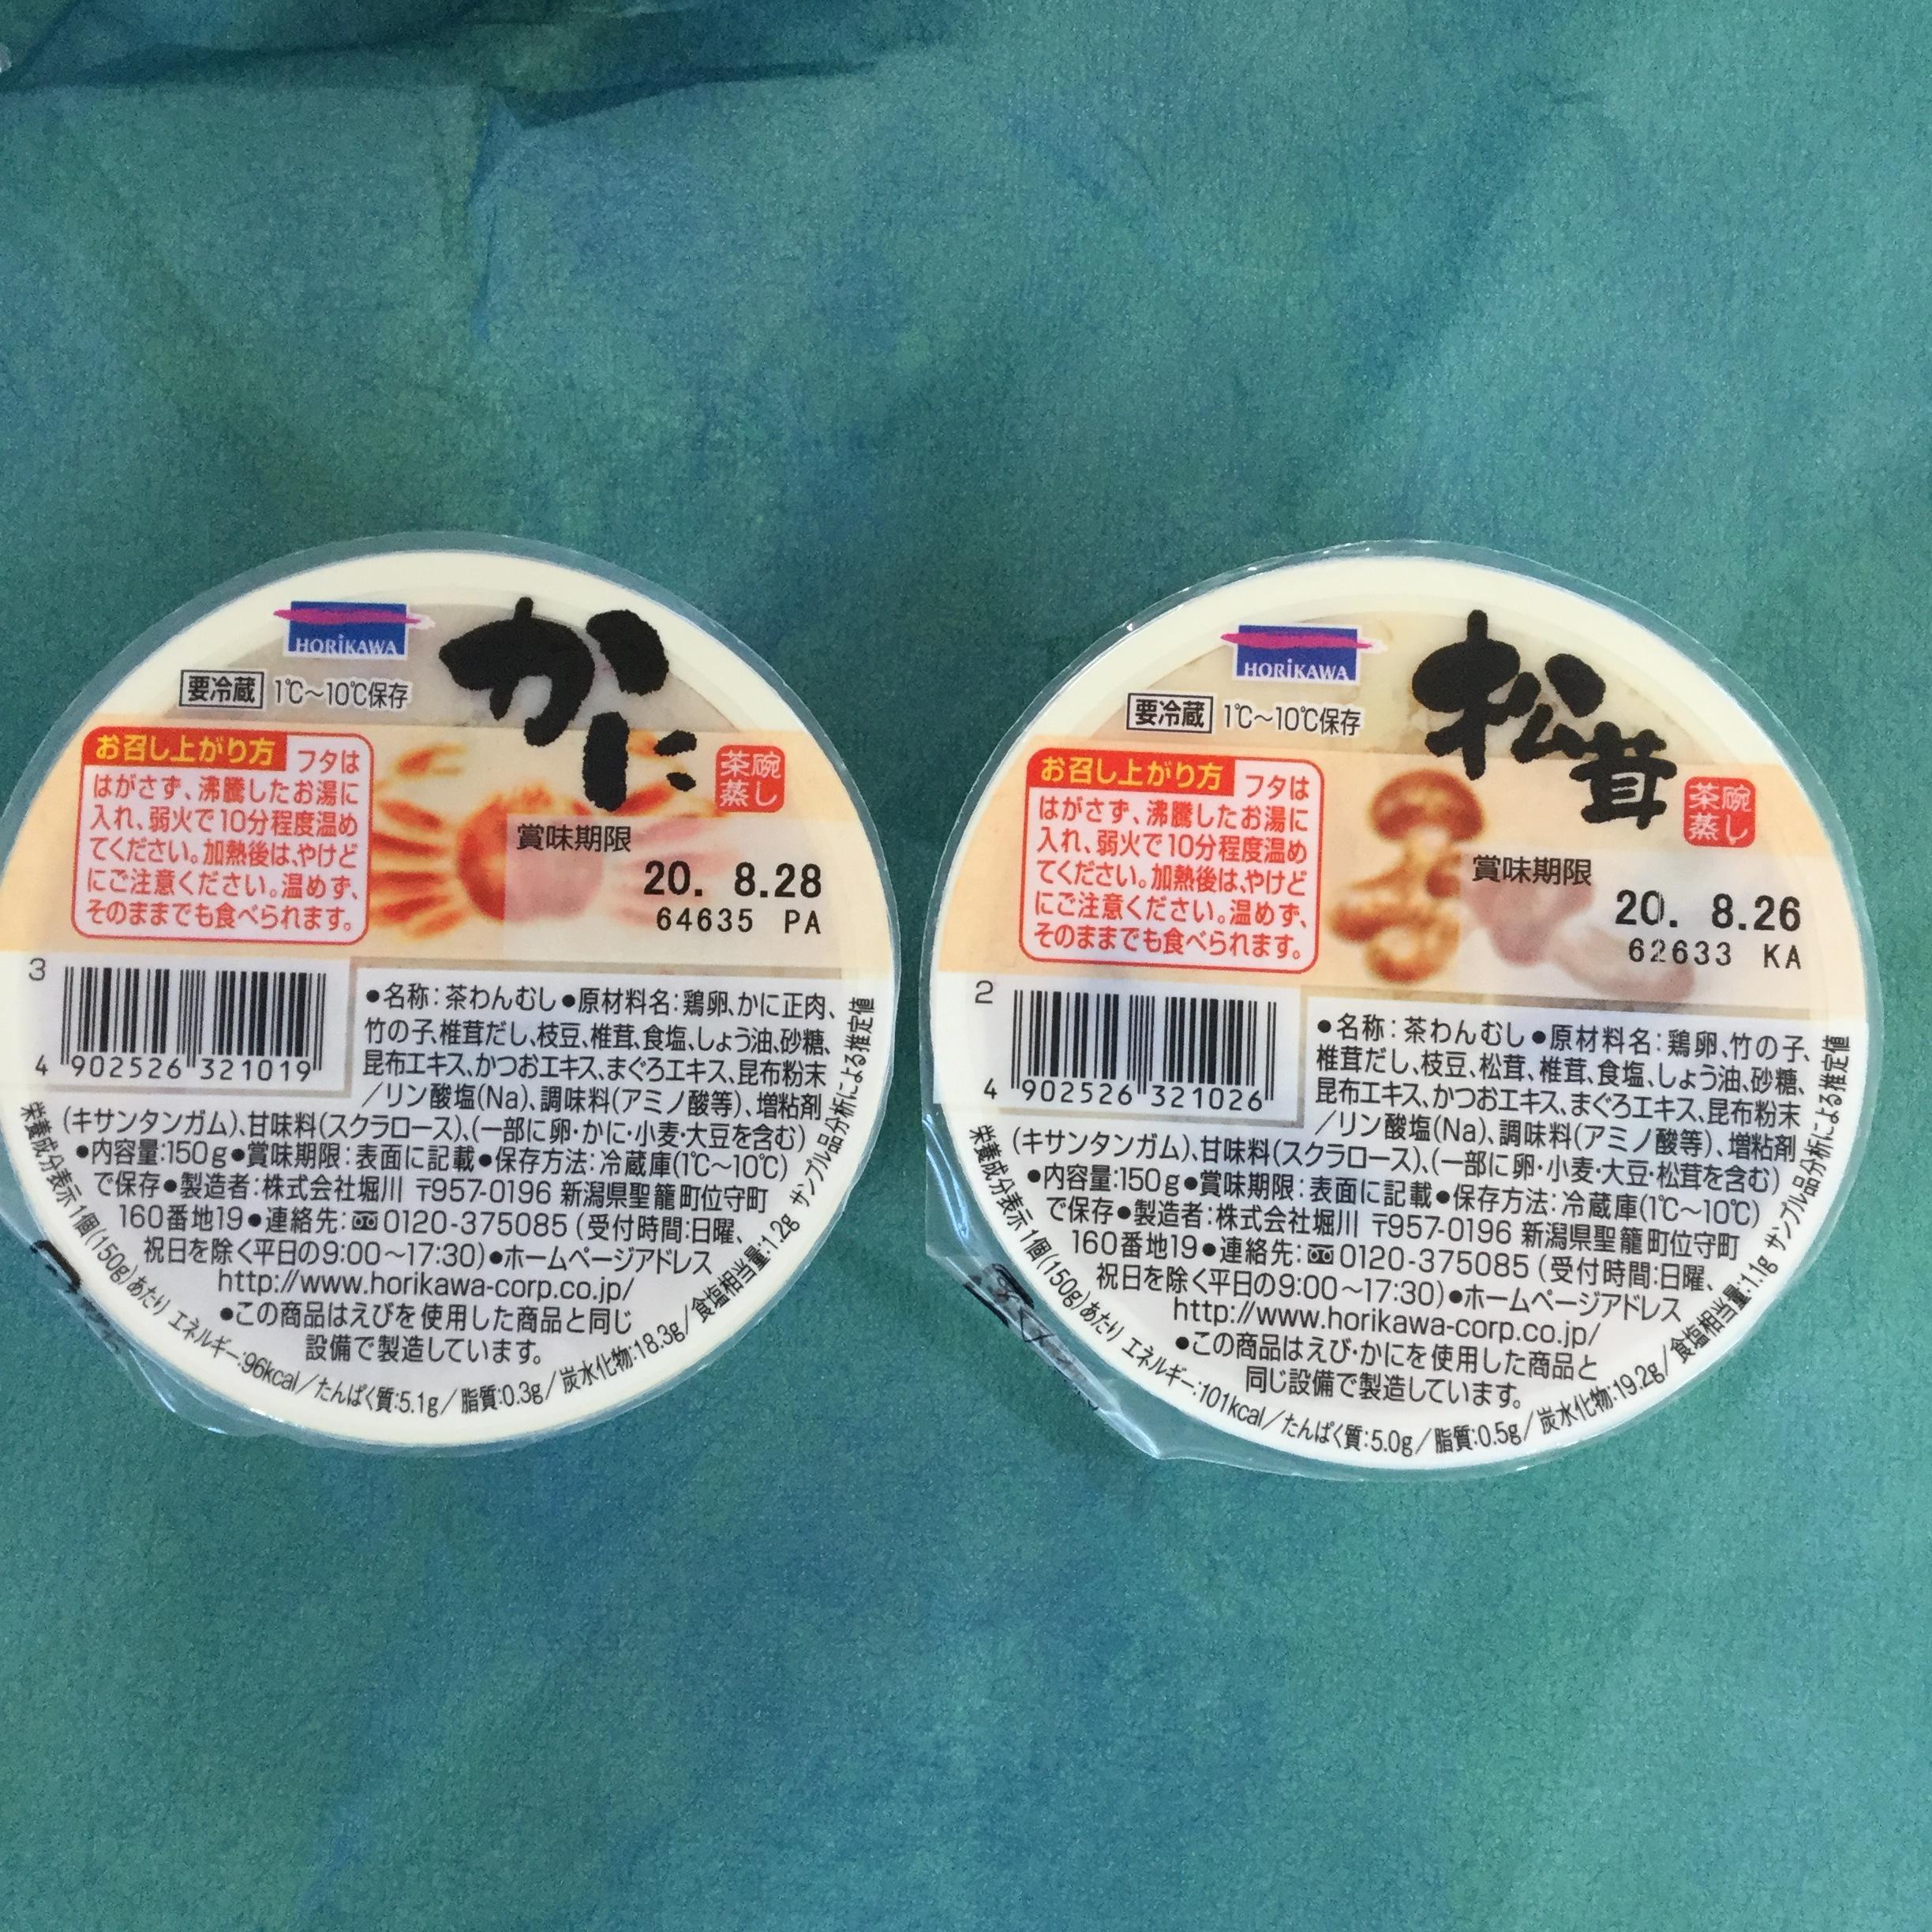 HORiKAWA
かに
要冷蔵 1℃～10℃保存
お召し上がり方 フタは
はがさず、沸騰したお湯に
入れ、弱火で10分程度温め
てください。加熱後は、やけど
にご注意ください。温めず、
そのままでも食べられます。
茶碗
蒸し
賞味期限
20. 8.28
64635 PA
3
4 902526 321019
●名称：茶わんむし●原材料名：鶏卵、かに正肉、
竹の子、椎茸だし、枝豆、椎茸、食塩、しょう油、砂糖、
昆布エキス、かつおエキス、まぐろエキス、昆布粉末
／リン酸塩(Na)、調味料(アミノ酸等)、増粘剤
(キサンタンガム)、甘味料(スクラロース)、(一部に卵・かに・小麦・大豆を含む)
●内容量:150g●賞味期限：表面に記載●保存方法：冷蔵庫(1℃～10℃)
で保存●製造者：株式会社堀川 〒957-0196 新潟県聖籠町位守町
160番地19●連絡先：0120-375085 (受付時間:日曜、
祝日を除く平日の9:00～17:30)●ホームページアドレス
http://www.horikawa-corp.co.jp/
●この商品はえびを使用した商品と同じ
設備で製造しています。
栄養成分表示 1個(150g)あたり エネルギー:96kcal／たんぱく質:5.1g／脂質:0.3g／炭水化物:18.3g／食塩相当量:1.2g サンプル品分析による推定値
HORiKAWA
松茸
要冷蔵 1℃～10℃保存
お召し上がり方 フタは
はがさず、沸騰したお湯に
入れ、弱火で10分程度温め
てください。加熱後は、やけど
にご注意ください。温めず、
そのままでも食べられます。
茶碗
蒸し
賞味期限
20. 8.26
62633 KA
2
4 902526 321026
●名称：茶わんむし●原材料名：鶏卵、竹の子、
椎茸だし、枝豆、松茸、椎茸、食塩、しょう油、砂糖、
昆布エキス、かつおエキス、まぐろエキス、昆布粉末
／リン酸塩(Na)、調味料(アミノ酸等)、増粘剤
(キサンタンガム)、甘味料(スクラロース)、(一部に卵・小麦・大豆・松茸を含む)
●内容量:150g●賞味期限：表面に記載●保存方法：冷蔵庫(1℃～10℃)
で保存●製造者：株式会社堀川 〒957-0196 新潟県聖籠町位守町
160番地19●連絡先：0120-375085 (受付時間:日曜、
祝日を除く平日の9:00～17:30)●ホームページアドレス
http://www.horikawa-corp.co.jp/
●この商品はえび・かにを使用した商品と
同じ設備で製造しています。
栄養成分表示 1個(150g)あたり エネルギー:101kcal／たんぱく質:5.0g／脂質:0.5g／炭水化物:19.2g／食塩相当量:1.1g サンプル品分析による推定値